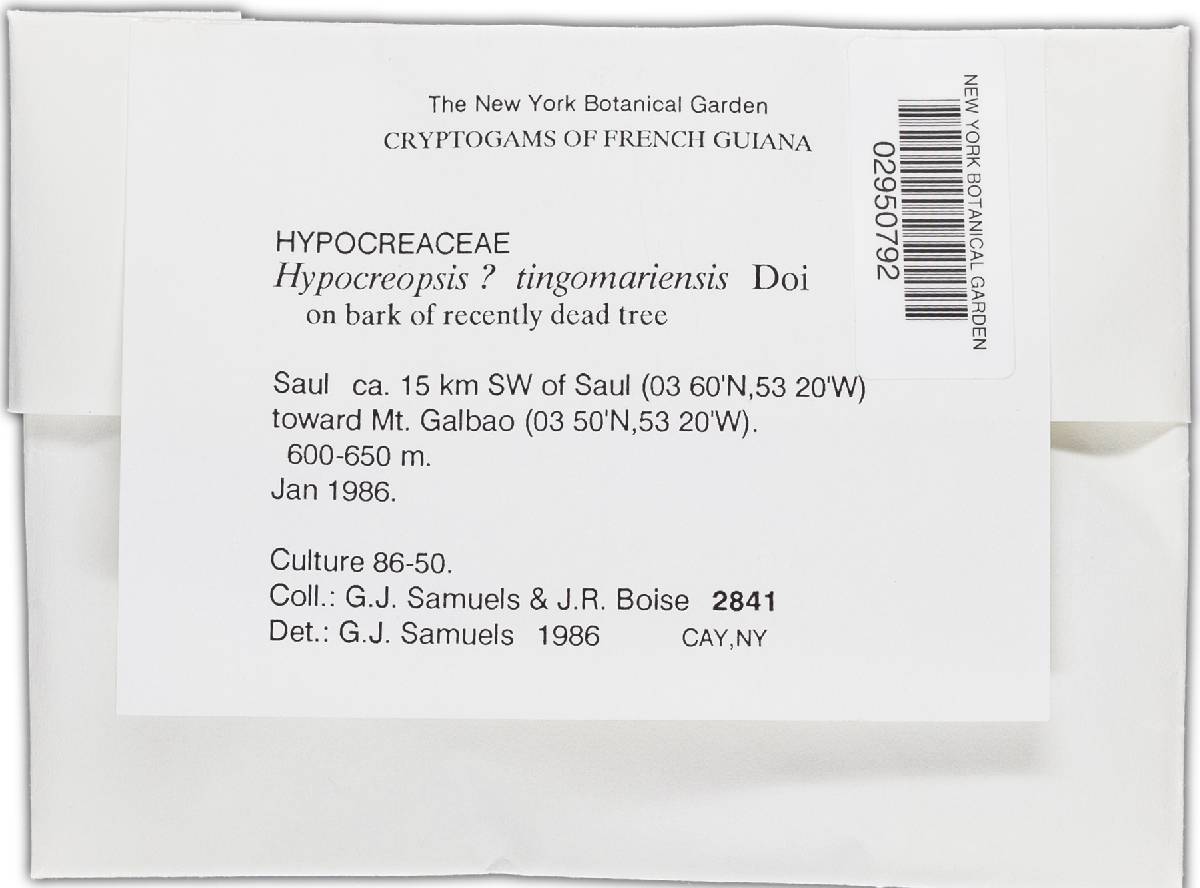 The New York Botanical Garden
CRYPTOGAMS OF FRENCH GUIANA
NEW YORK BOTANICAL GARDEN
02950792
HYPOCREACEAE
Hypocreopsis ? tingomariensis Doi
on bark of recently dead tree
Saul ca. 15 km SW of Saul (03 60'N,53 20'W)
toward Mt. Galbao (03 50'N,53 20'W).
600-650 m.
Jan 1986.
Culture 86-50.
Coll.: G.J. Samuels & J.R. Boise 2841
Det.: G.J. Samuels 1986 CAY,NY